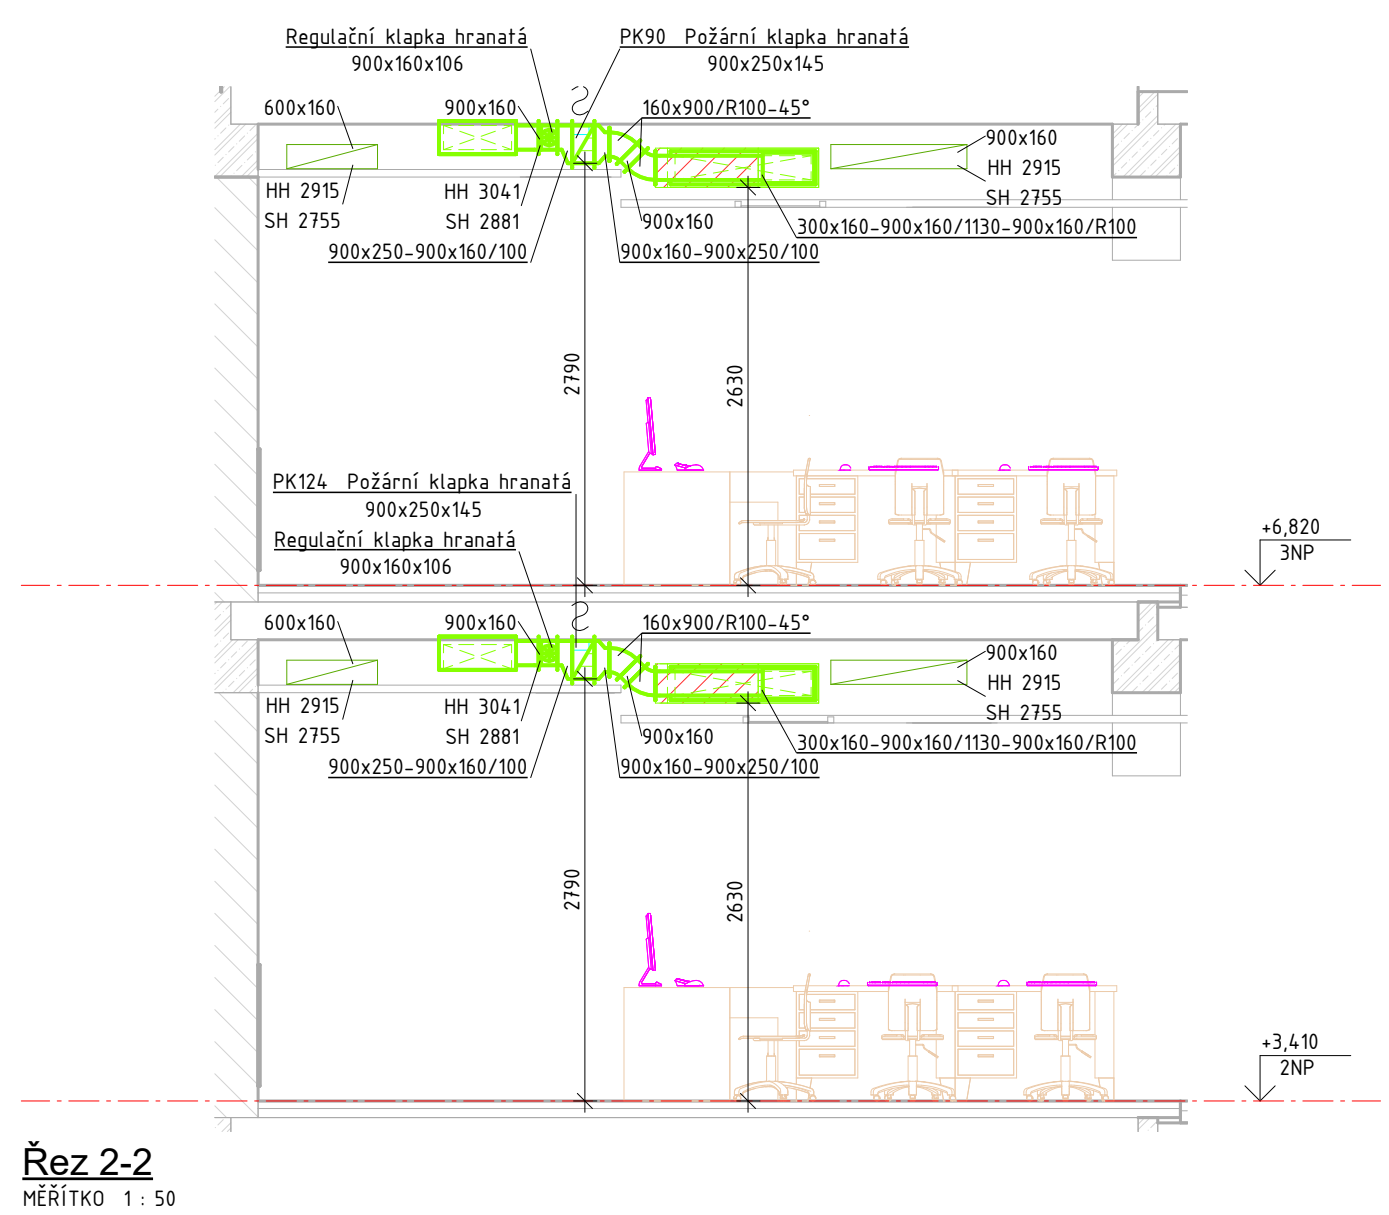 Regulační klapka hranatá
900x160x106
PK90 Požární klapka hranatá
900x250x145
600x160
900x160
160x900/R100-45°
900x160
HH 2915
SH 2755
HH 2915
SH 2755
HH 3041
SH 2881
900x160
300x160-900x160/1130-900x160/R100
900x250-900x160/100
900x160-900x250/100
2790
2630
PK124 Požární klapka hranatá
900x250x145
Regulační klapka hranatá
900x160x106
+6,820
3NP
600x160
900x160
160x900/R100-45°
900x160
HH 2915
SH 2755
HH 2915
SH 2755
HH 3041
SH 2881
900x160
300x160-900x160/1130-900x160/R100
900x250-900x160/100
900x160-900x250/100
2790
2630
+3,410
2NP
Řez 2-2
MĚŘÍTKO 1 : 50